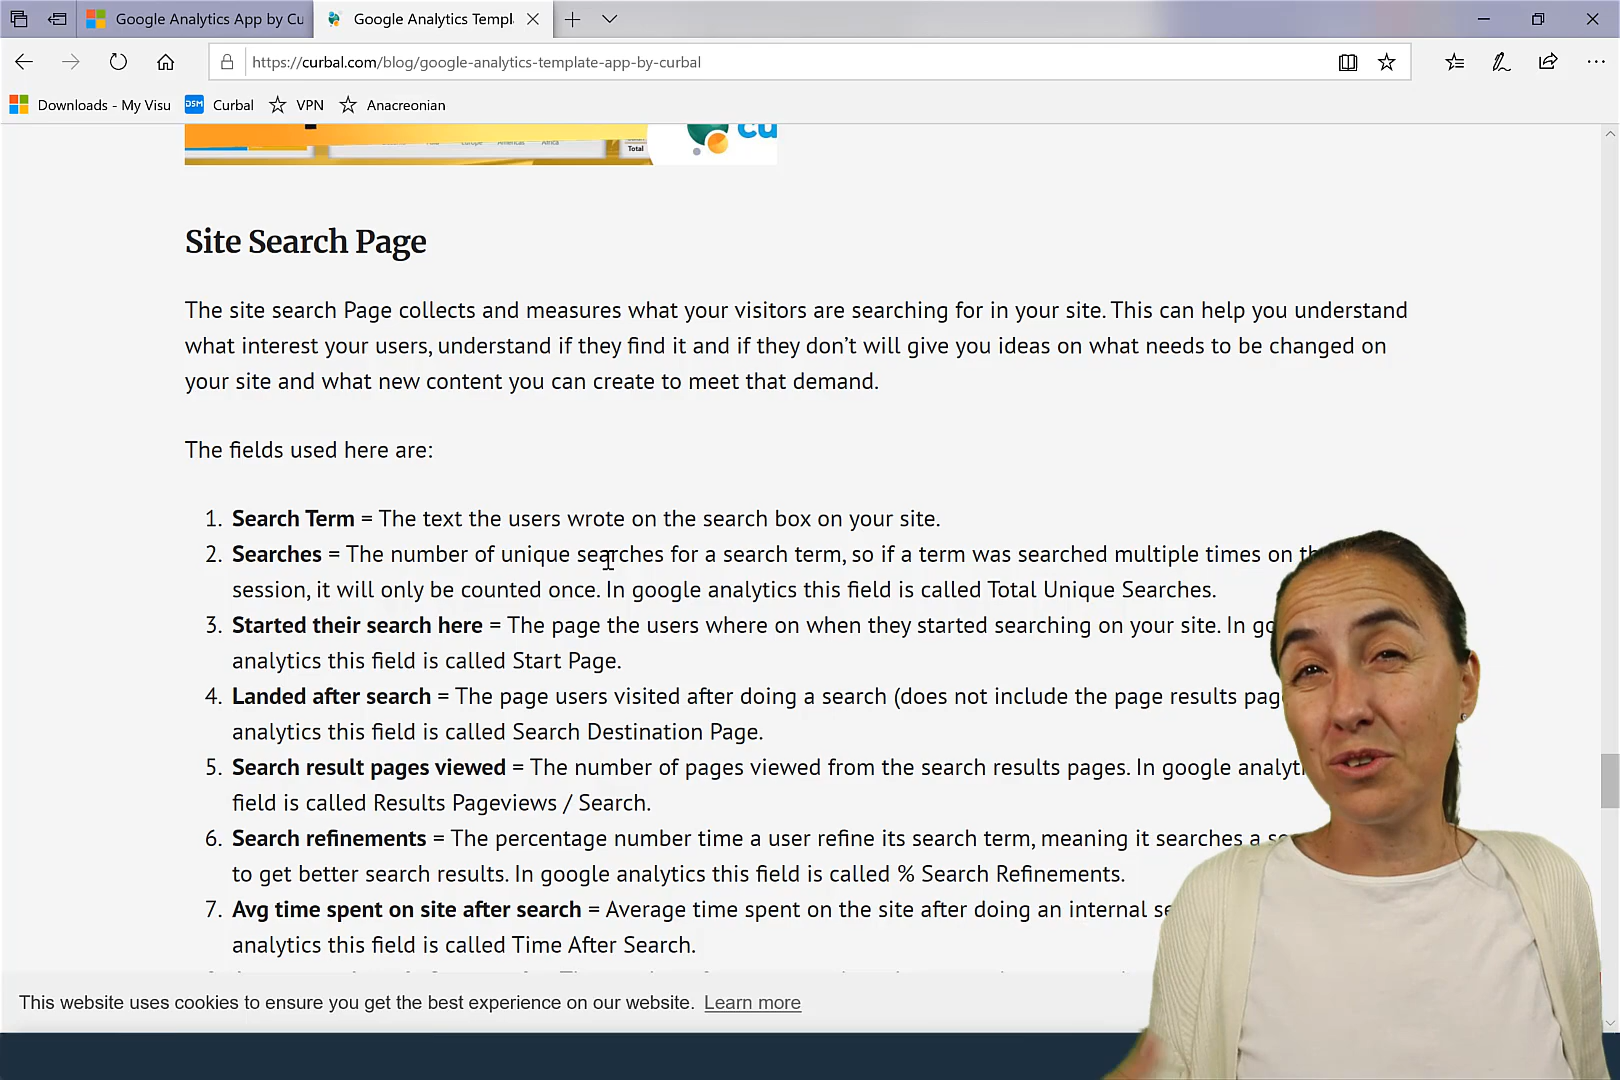 Google Analytics App by Cu
Google Analytics Templ
https://curbal.com/blog/google-analytics-template-app-by-curbal
Downloads - My Visu
DSM
Curbal
VPN
Anacreonian
Total
cu
Site Search Page
The site search Page collects and measures what your visitors are searching for in your site. This can help you understand
what interest your users, understand if they find it and if they don’t will give you ideas on what needs to be changed on
your site and what new content you can create to meet that demand.
The fields used here are:
1. Search Term = The text the users wrote on the search box on your site.
2. Searches = The number of unique searches for a search term, so if a term was searched multiple times on th
session, it will only be counted once. In google analytics this field is called Total Unique Searches.
3. Started their search here = The page the users where on when they started searching on your site. In go
analytics this field is called Start Page.
4. Landed after search = The page users visited after doing a search (does not include the page results pag
analytics this field is called Search Destination Page.
5. Search result pages viewed = The number of pages viewed from the search results pages. In google analyti
field is called Results Pageviews / Search.
6. Search refinements = The percentage number time a user refine its search term, meaning it searches a se
to get better search results. In google analytics this field is called % Search Refinements.
7. Avg time spent on site after search = Average time spent on the site after doing an internal se
analytics this field is called Time After Search.
This website uses cookies to ensure you get the best experience on our website. Learn more